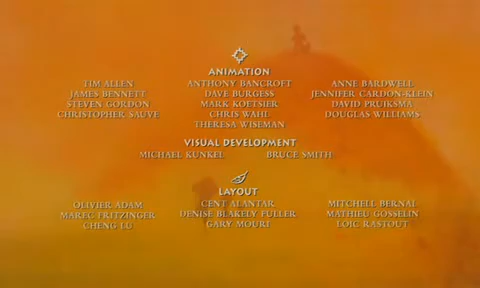 ANIMATION
TIM ALLEN ANTHONY BANCROFT ANNE BARDWELL
JAMES BENNETT DAVE BURGESS JENNIFER CARDON-KLEIN
STEVEN GORDON MARK KOETSIER DAVID PRUIKSMA
CHRISTOPHER SAUVE CHRIS WAHL DOUGLAS WILLIAMS
THERESA WISEMAN
VISUAL DEVELOPMENT
MICHAEL KUNKEL BRUCE SMITH
LAYOUT
OLIVIER ADAM CENT ALANTAR MITCHELL BERNAL
MAREC FRITZINGER DENISE BLAKELY FULLER MATHIEU GOSSELIN
CHENG LU GARY MOURI LOIC RASTOUT